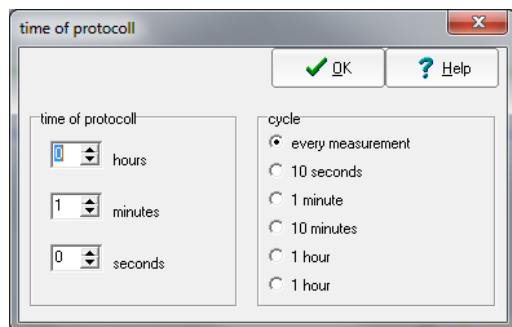 time of protocoll
OK
Help
time of protocoll
0 hours
1 minutes
0 seconds
cycle
every measurement
10 seconds
1 minute
10 minutes
1 hour
1 hour